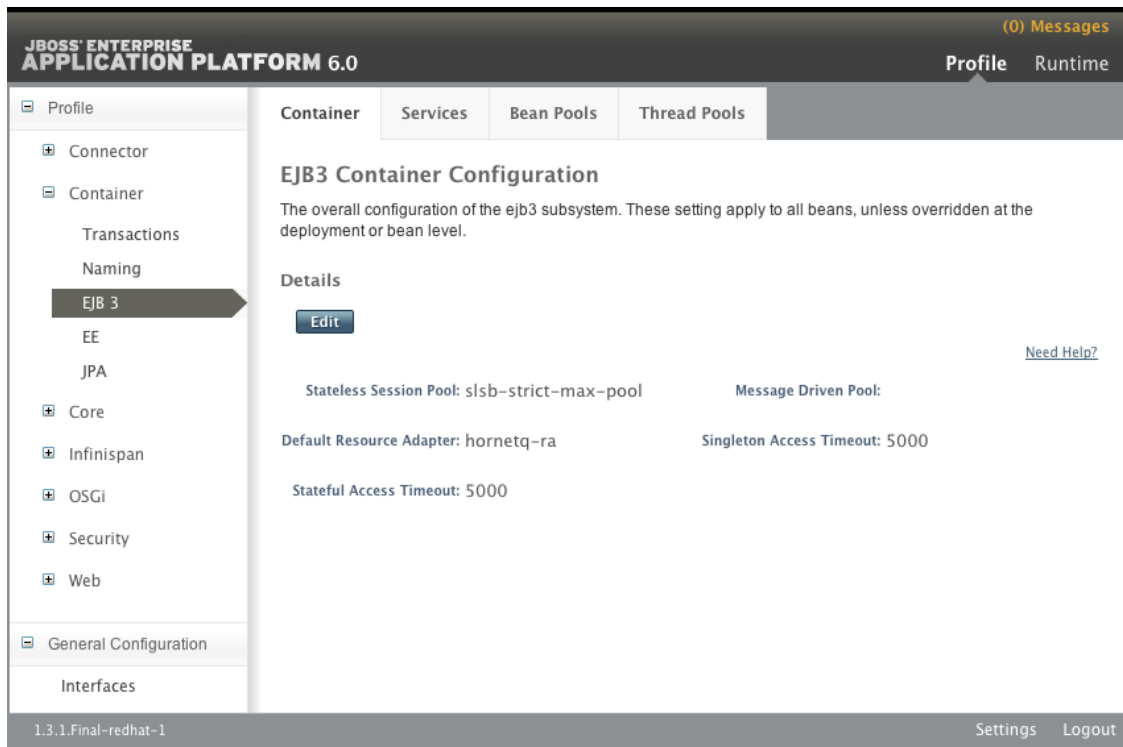 (0) Messages
JBOSS' ENTERPRISE
APPLICATION PLATFORM 6.0
Profile Runtime
Profile
Connector
Container
Transactions
Naming
EJB 3
EE
JPA
Core
Infinispan
OSGi
Security
Web
General Configuration
Interfaces
Container Services Bean Pools Thread Pools
EJB3 Container Configuration
The overall configuration of the ejb3 subsystem. These setting apply to all beans, unless overridden at the
deployment or bean level.
Details
Edit
Need Help?
Stateless Session Pool: slsb-strict-max-pool Message Driven Pool:
Default Resource Adapter: hornetq-ra Singleton Access Timeout: 5000
Stateful Access Timeout: 5000
1.3.1.Final-redhat-1 Settings Logout